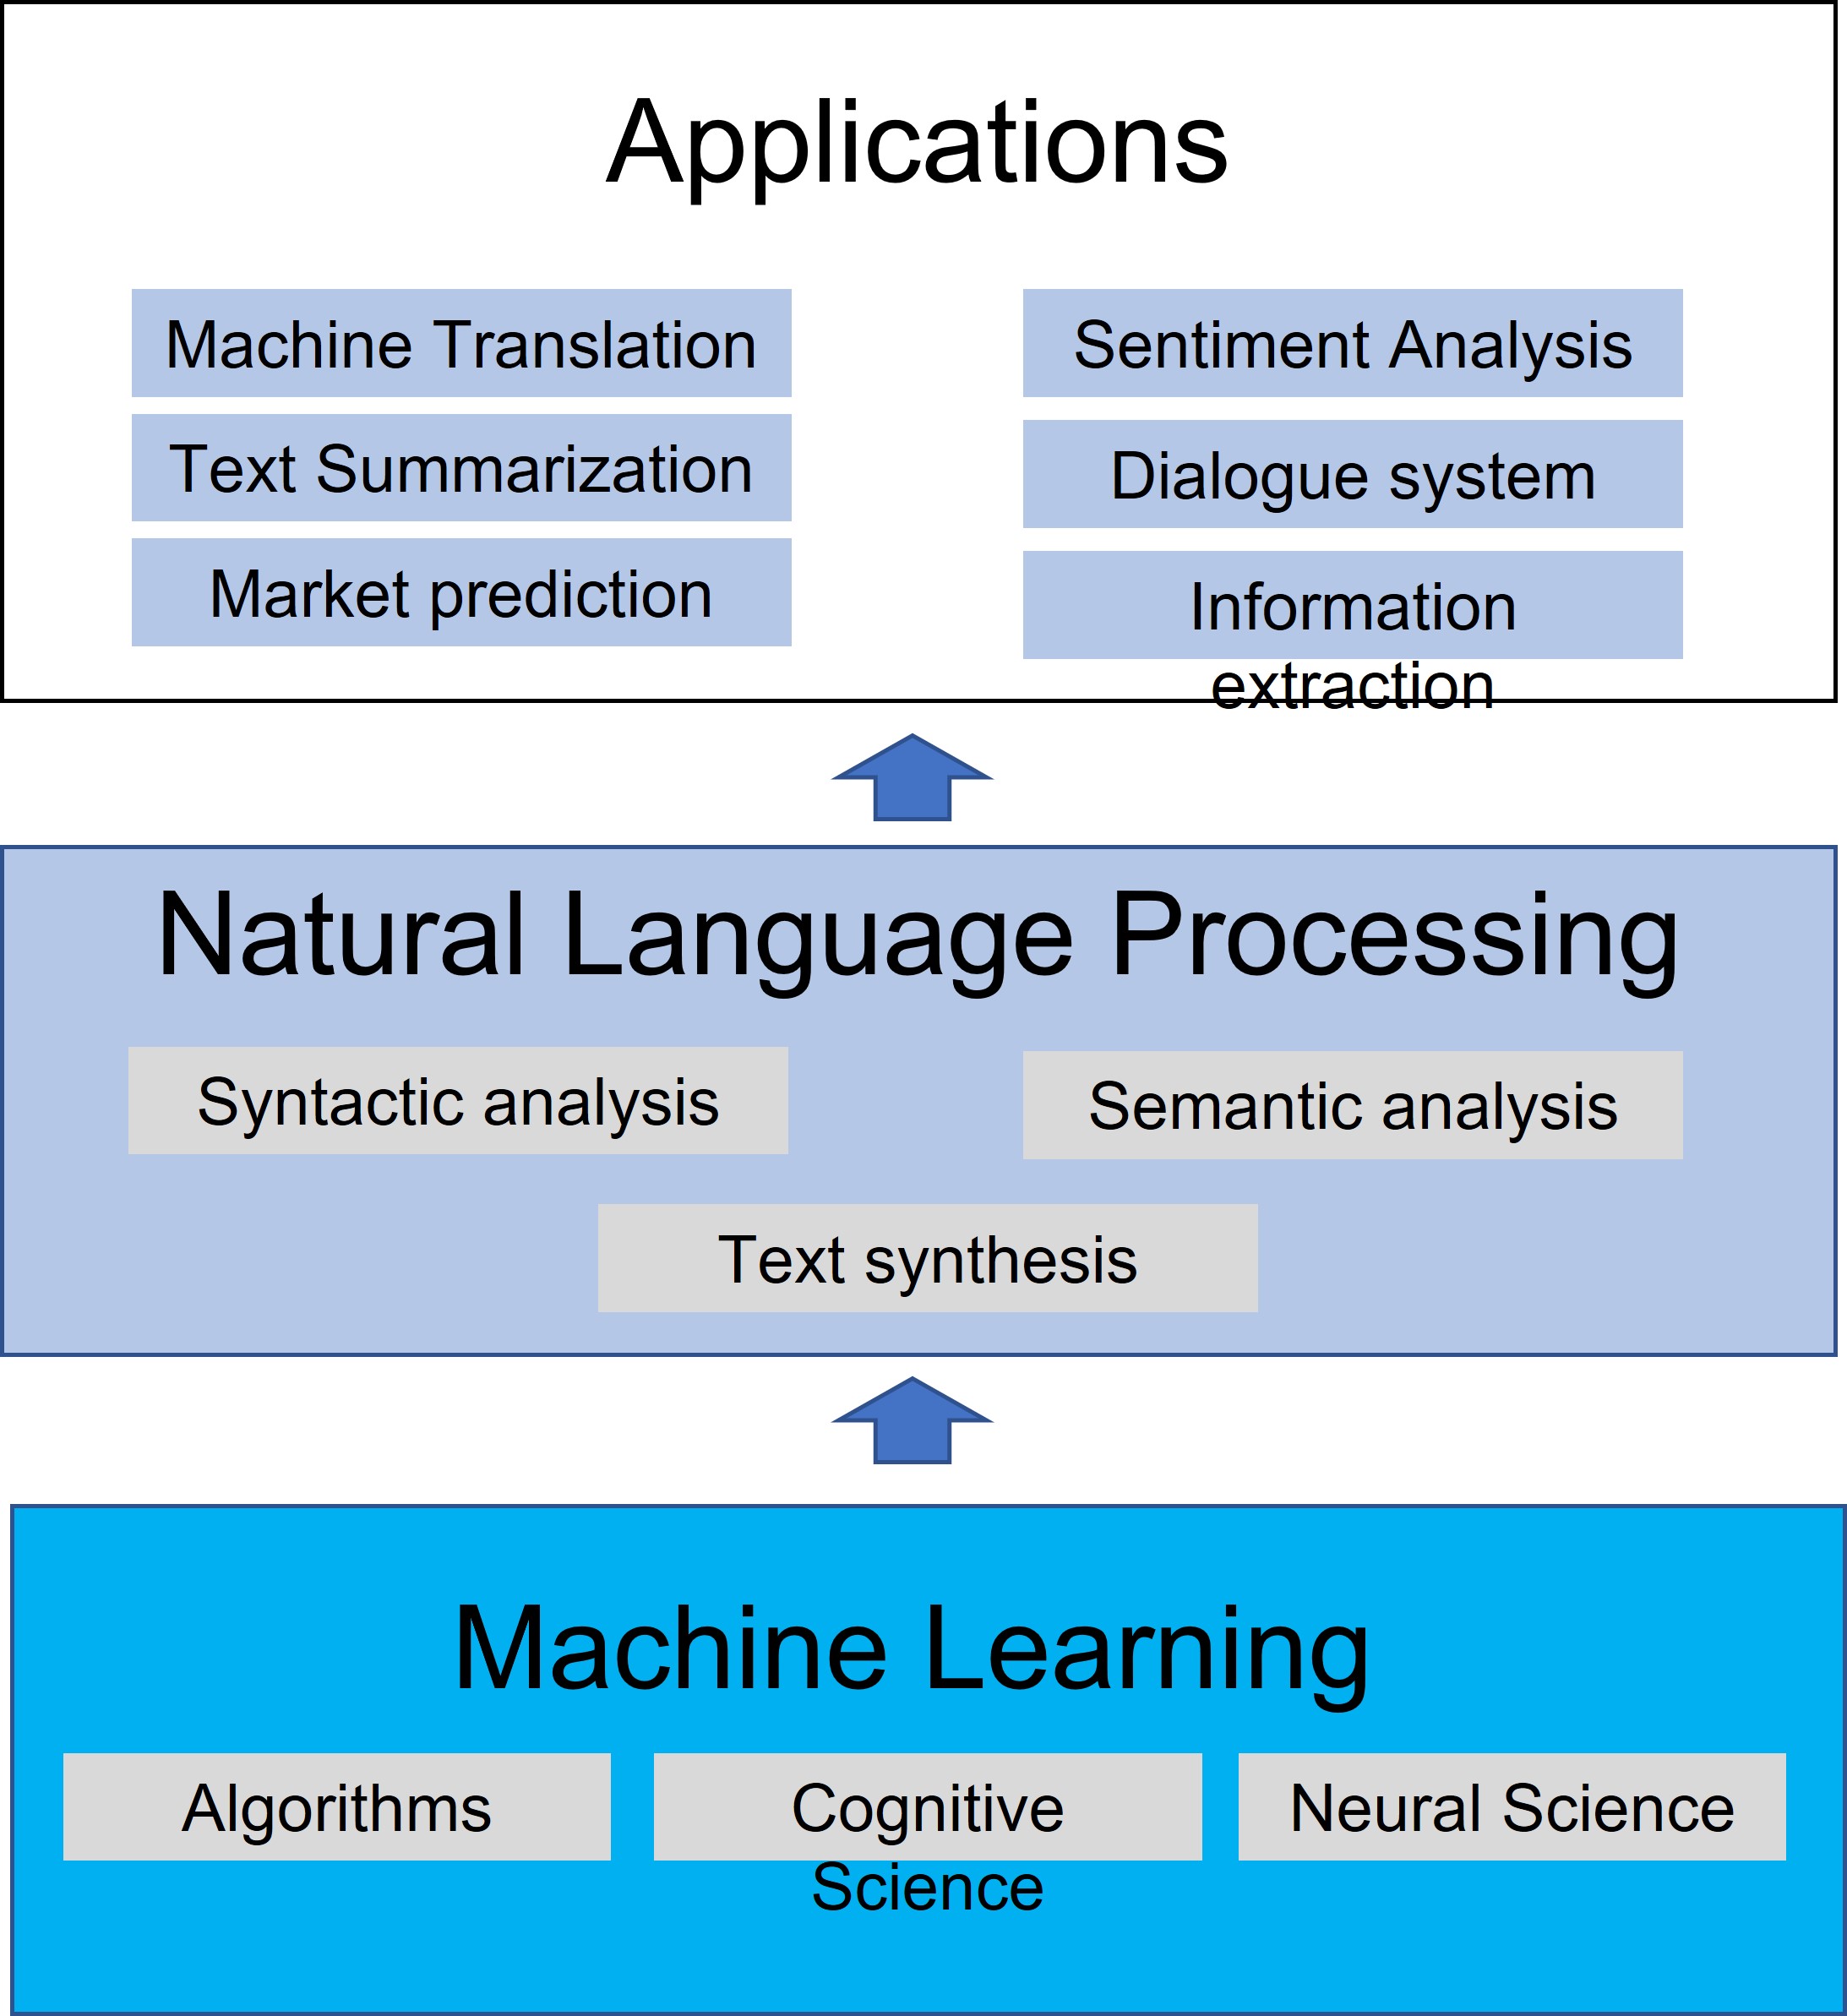 Applications
Machine Translation
Sentiment Analysis
Text Summarization
Dialogue system
Market prediction
Information
extraction
Natural Language Processing
Syntactic analysis
Semantic analysis
Text synthesis
Machine Learning
Algorithms
Cognitive
Science
Neural Science